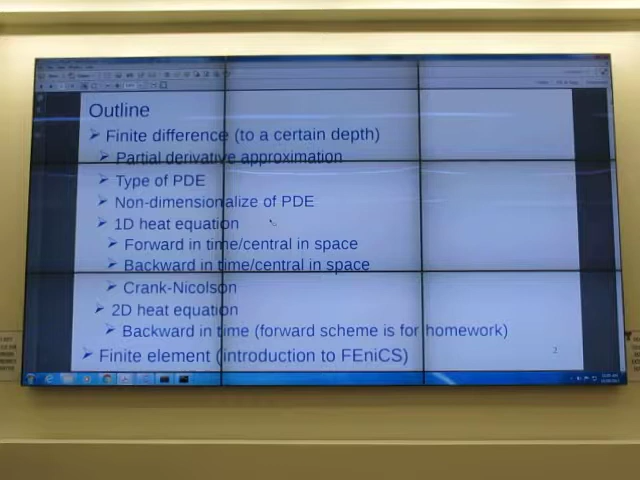 Outline
Finite difference (to a certain depth)
Partial derivative approximation
Type of PDE
Non-dimensionalize of PDE
1D heat equation
Forward in time/central in space
Backward in time/central in space
Crank-Nicolson
2D heat equation
Backward in time (forward scheme is for homework)
Finite element (introduction to FEniCS)
2